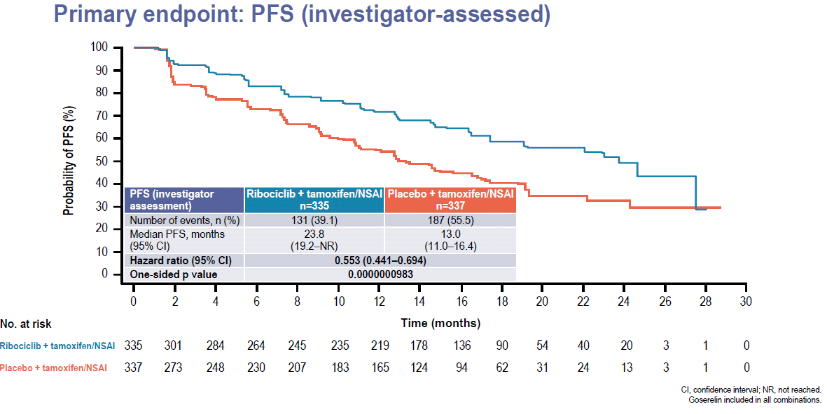 Primary endpoint: PFS (investigator-assessed)
Probability of PFS (%)
100
90
80
70
60
50
40
30
20
10
0
PFS (investigator assessment) Ribociclib + tamoxifen/NSAI n=335 Placebo + tamoxifen/NSAI n=337
Number of events, n (%) 131 (39.1) 187 (55.5)
Median PFS, months (95% CI) 23.8 (19.2–NR) 13.0 (11.0–16.4)
Hazard ratio (95% CI) 0.553 (0.441–0.694)
One-sided p value 0.0000000983
0 2 4 6 8 10 12 14 16 18 20 22 24 26 28 30
No. at risk
Time (months)
Ribociclib + tamoxifen/NSAI 335 301 284 264 245 235 219 178 136 90 54 40 20 3 1 0
Placebo + tamoxifen/NSAI 337 273 248 230 207 183 165 124 94 62 31 24 13 3 1 0
CI, confidence interval; NR, not reached.
Goserelin included in all combinations.